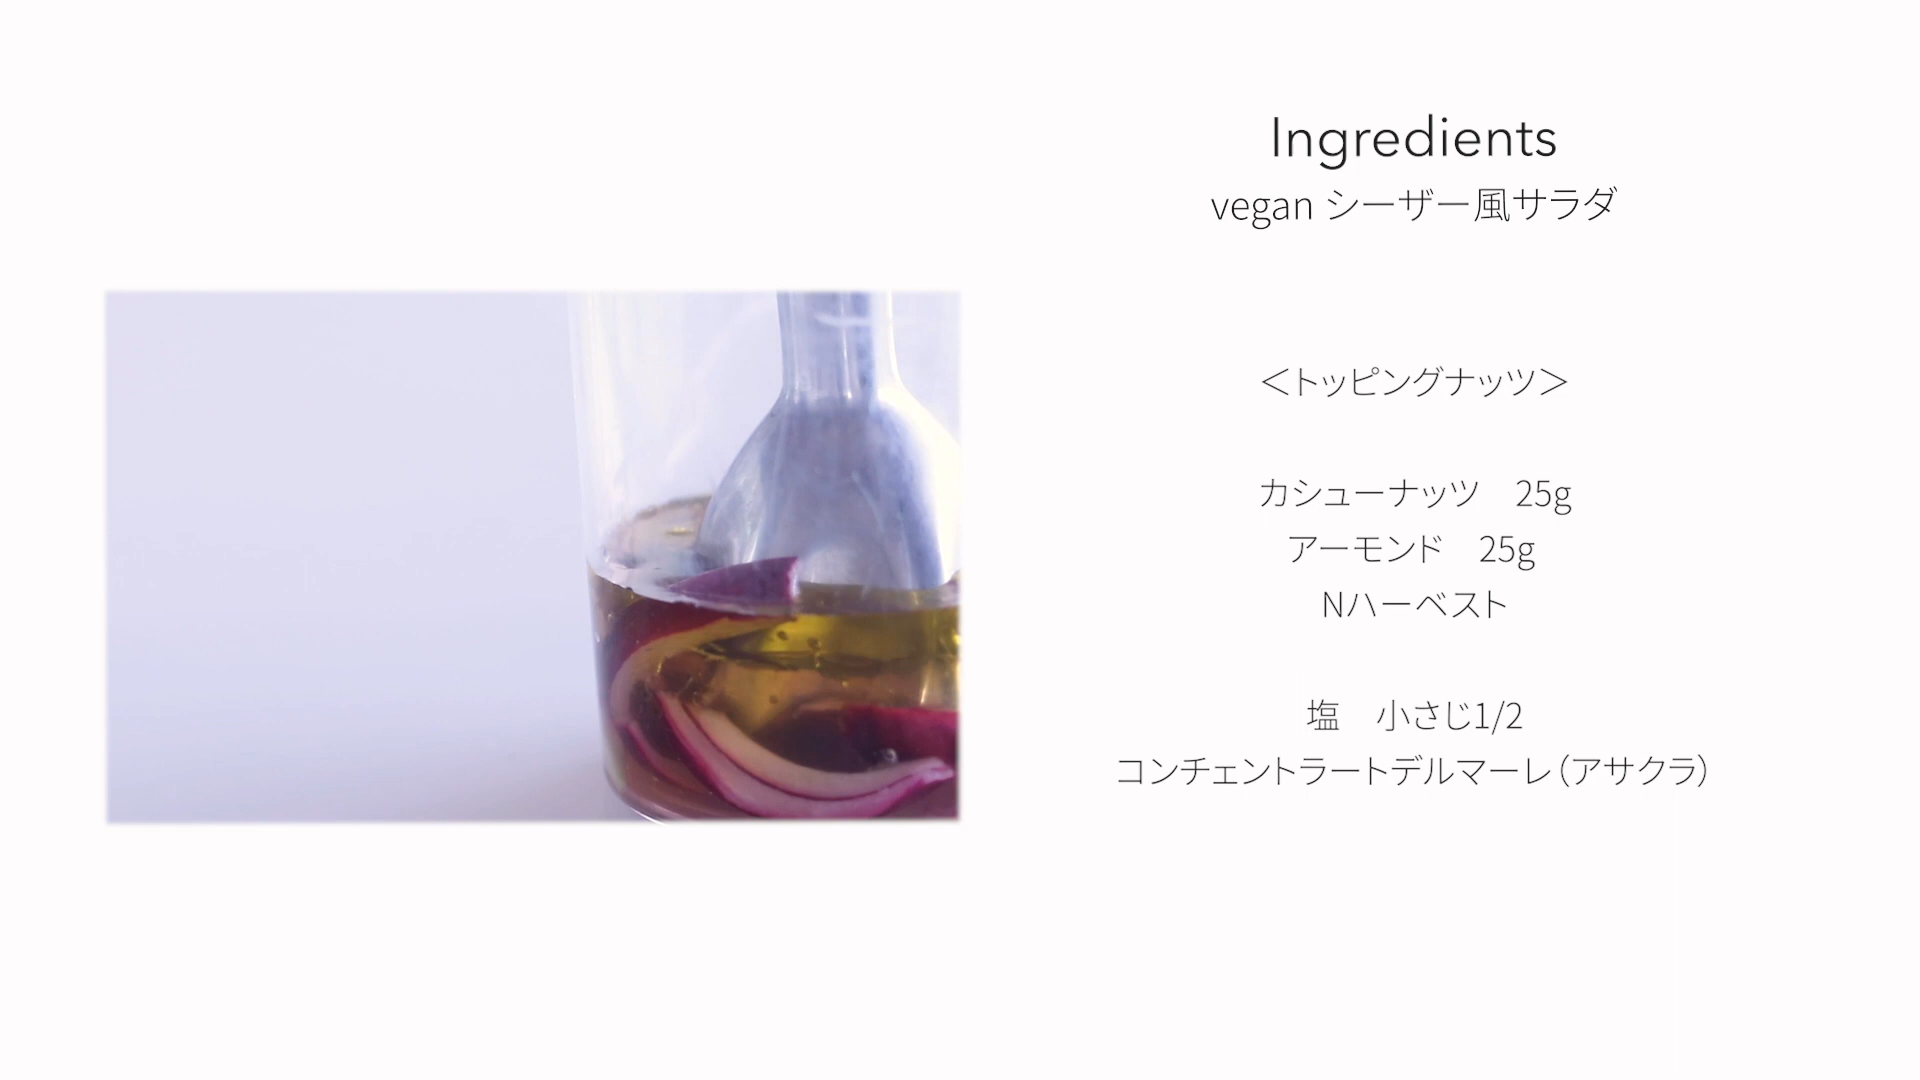 Ingredients
vegan シーザー風サラダ
＜トッピングナッツ＞
カシューナッツ　25g
アーモンド　25g
Nハーベスト
塩　小さじ1/2
コンチェントラートデルマーレ（アサクラ）